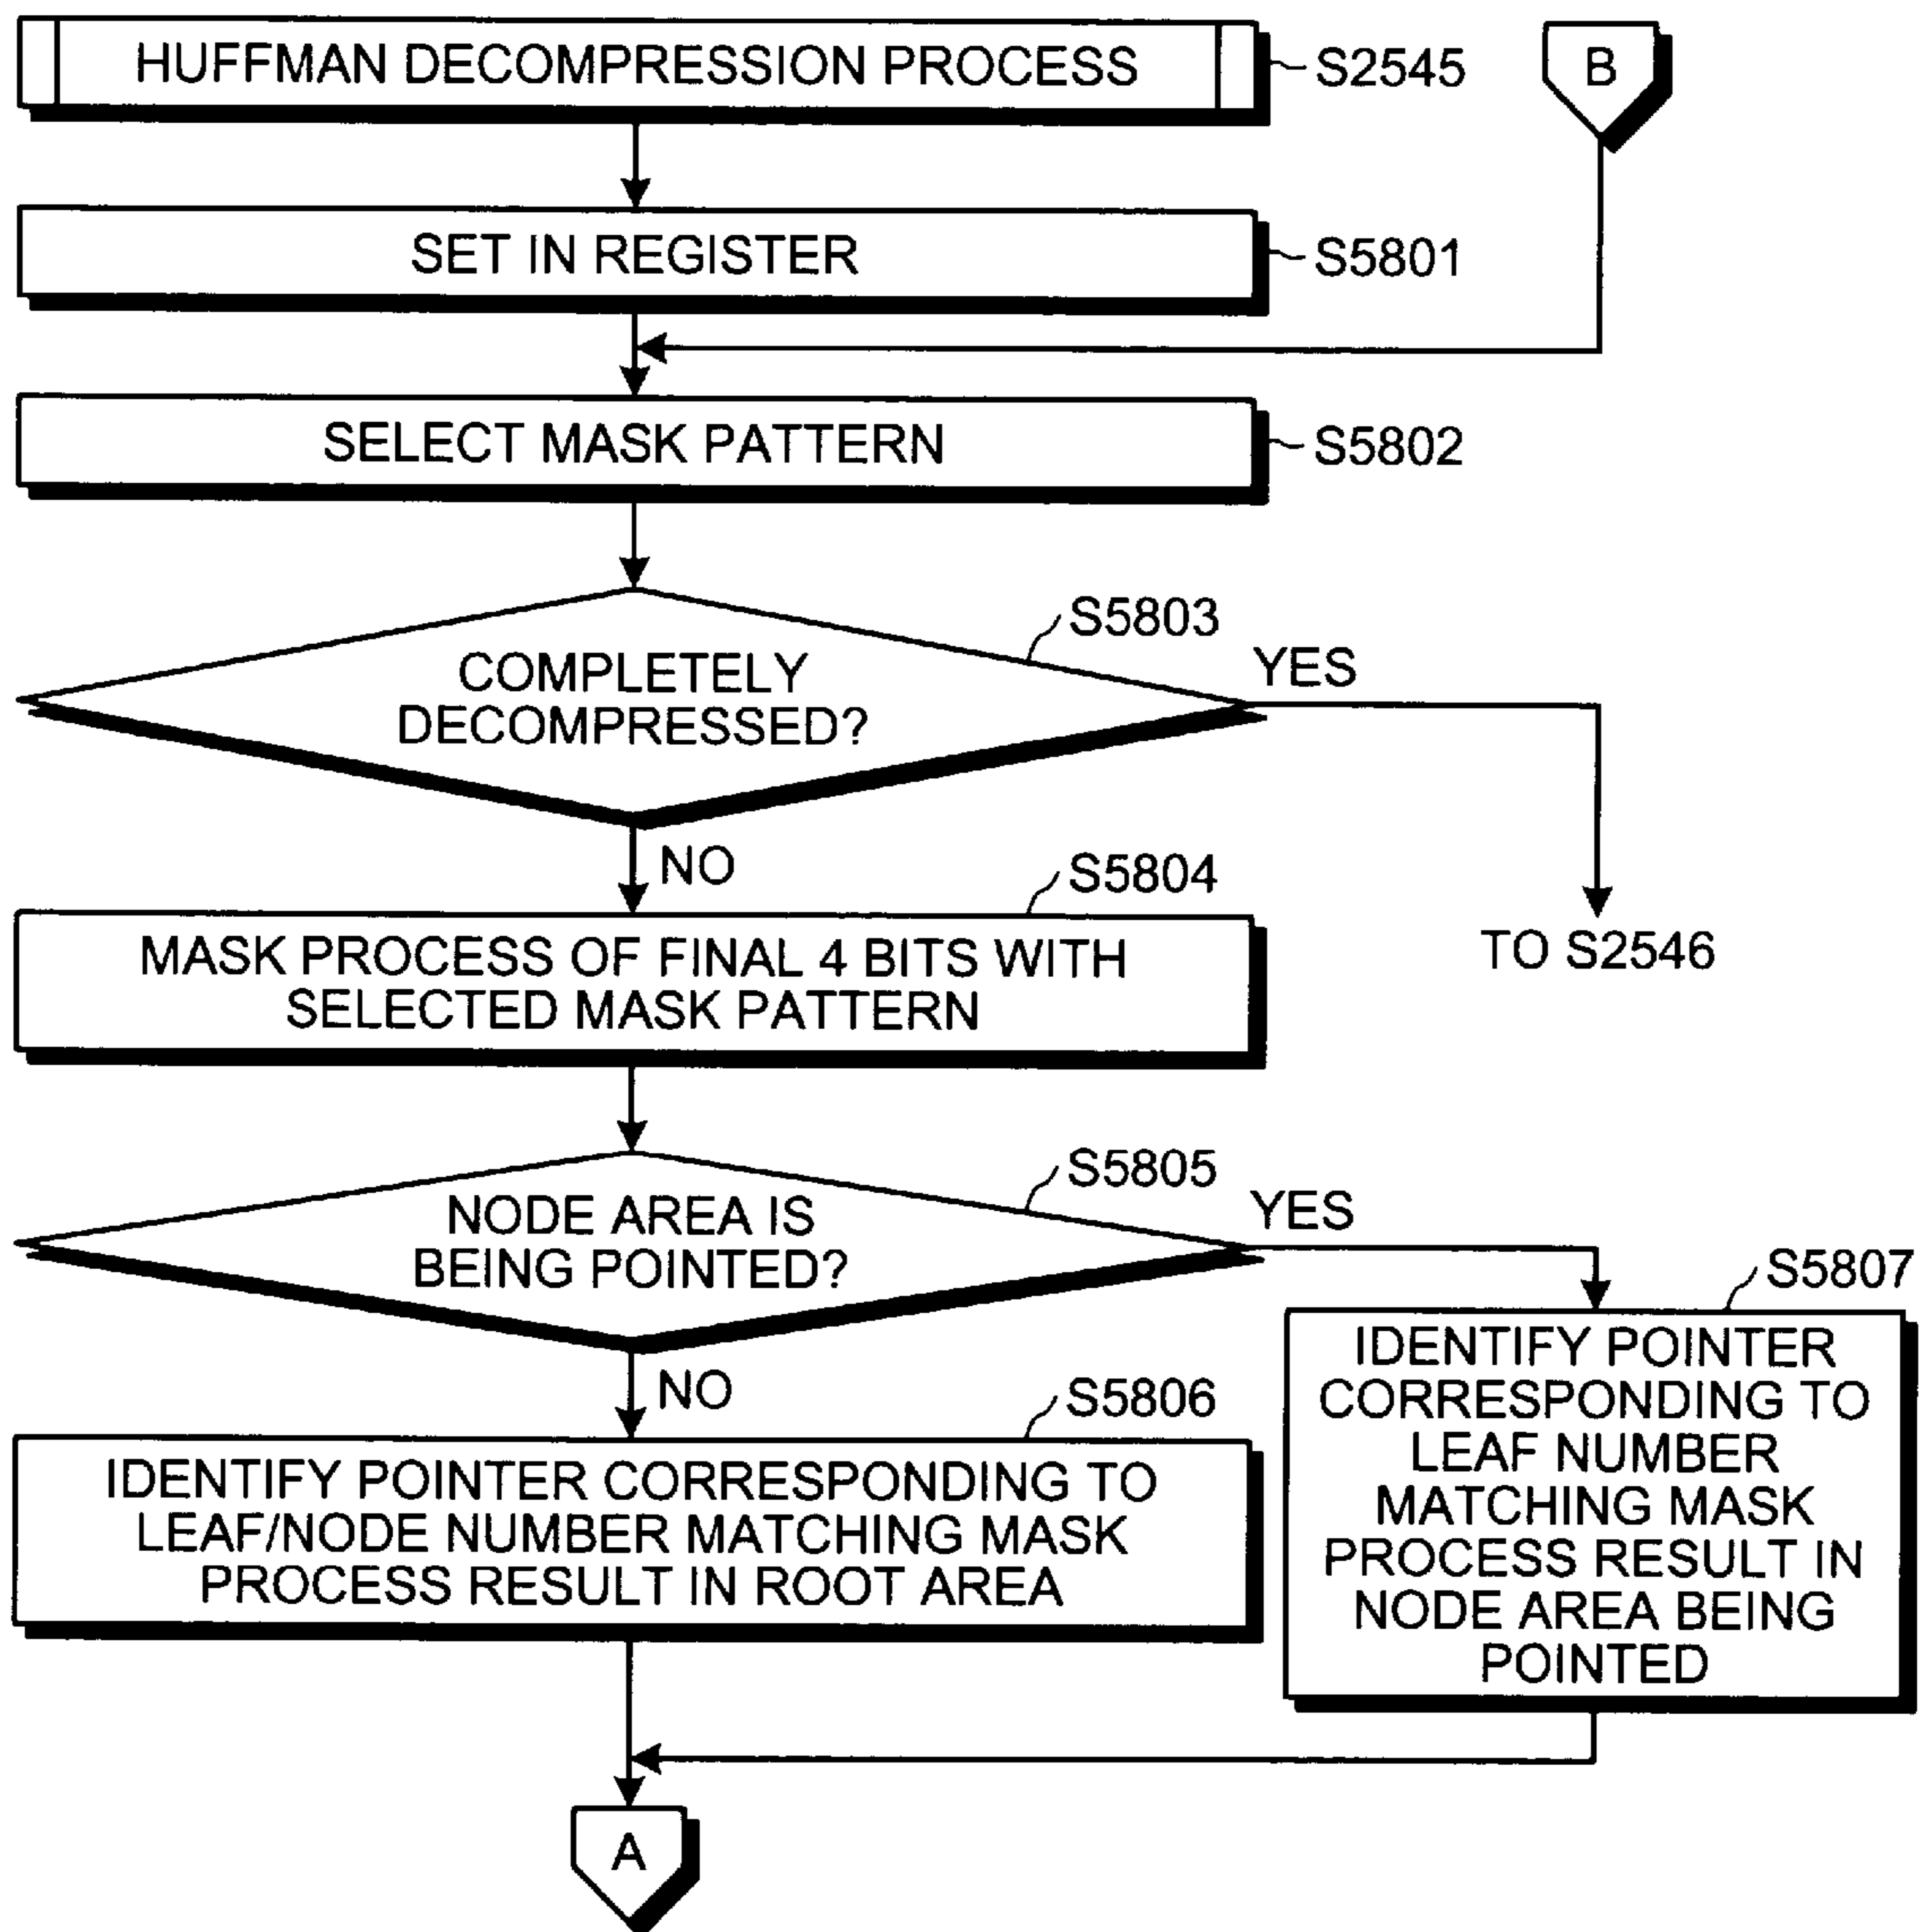 HUFFMAN DECOMPRESSION PROCESS
S2545
B
SET IN REGISTER
S5801
SELECT MASK PATTERN
S5802
S5803
COMPLETELY
DECOMPRESSED?
YES
NO
TO S2546
S5804
MASK PROCESS OF FINAL 4 BITS WITH
SELECTED MASK PATTERN
S5805
NODE AREA IS
BEING POINTED?
YES
NO
S5806
IDENTIFY POINTER CORRESPONDING TO
LEAF/NODE NUMBER MATCHING MASK
PROCESS RESULT IN ROOT AREA
S5807
IDENTIFY POINTER
CORRESPONDING TO
LEAF NUMBER
MATCHING MASK
PROCESS RESULT IN
NODE AREA BEING
POINTED
A